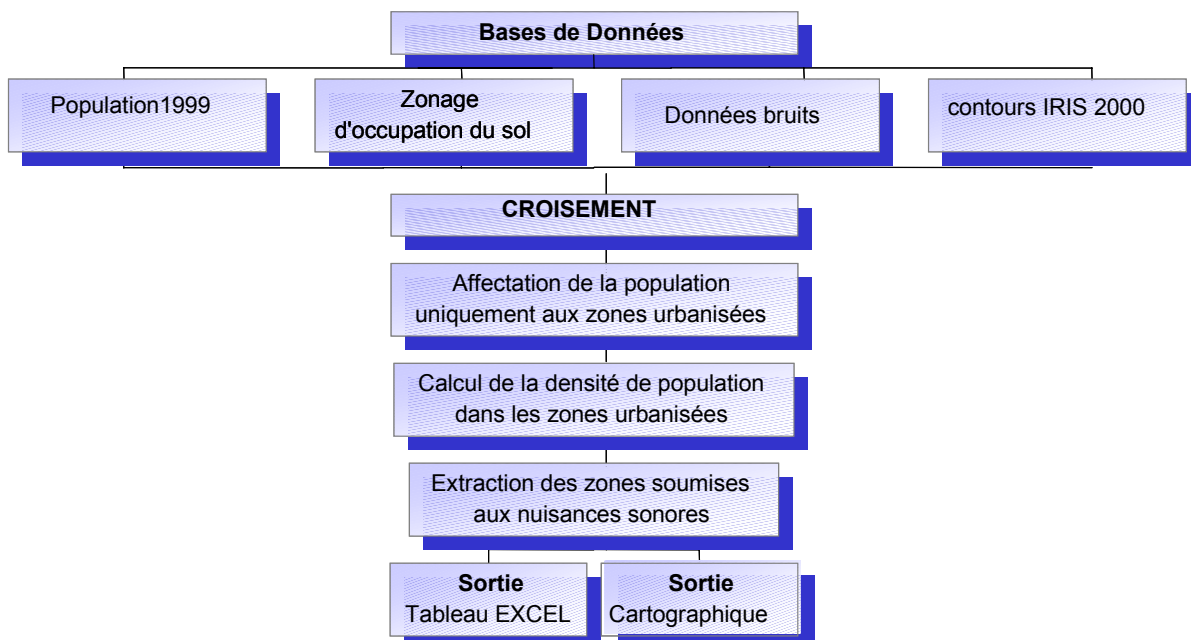 Bases de Données
Population1999
Zonage
d'occupation du sol
Données bruits
contours IRIS 2000
CROISEMENT
Affectation de la population
uniquement aux zones urbanisées
Calcul de la densité de population
dans les zones urbanisées
Extraction des zones soumises
aux nuisances sonores
Sortie
Tableau EXCEL
Sortie
Cartographique